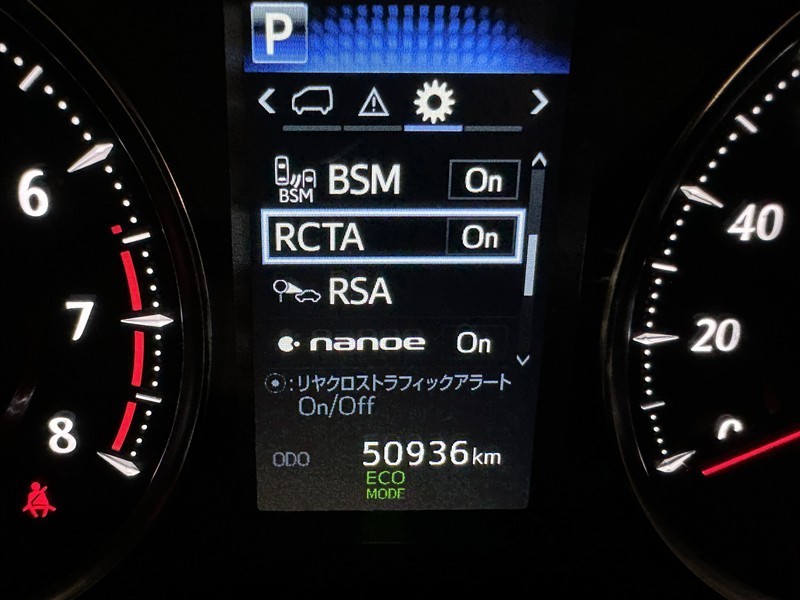 P
BSM
BSM On
RCTA On
RSA
nanoe On
:リヤクロストラフィックアラート
On/Off
ODO 50936km
ECO
MODE
6
7
8
40
20
0